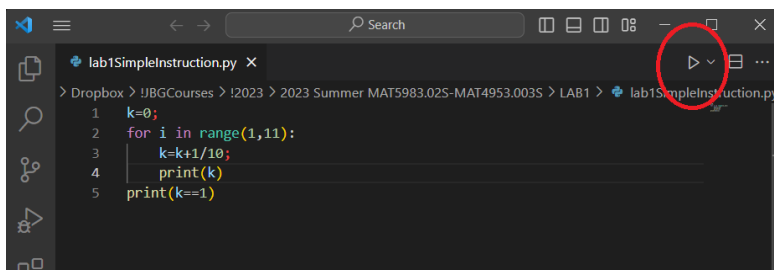 Search
lab1SimpleInstruction.py
> Dropbox > !JBGCourses > !2023 > 2023 Summer MAT5983.02S-MAT4953.003S > LAB1 > lab1SimpleInstruction.py
1 k=0;
2 for i in range(1,11):
3 k=k+1/10;
4 print(k)
5 print(k==1)